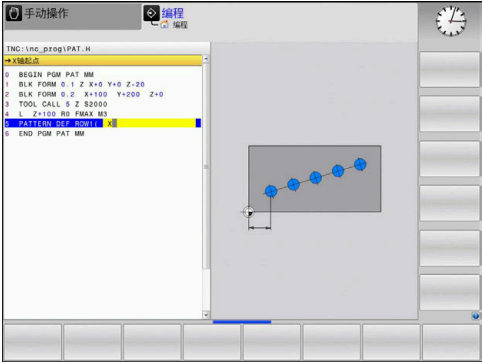 手动操作
编程
编程
TNC:\nc_prog\PAT.H
→X轴起点
0 BEGIN PGM PAT MM
1 BLK FORM 0.1 Z X+0 Y+0 Z-20
2 BLK FORM 0.2 X+100 Y+200 Z+0
3 TOOL CALL 5 Z S2000
4 L Z+100 R0 FMAX M3
5 PATTERN DEF ROW1( X
6 END PGM PAT MM